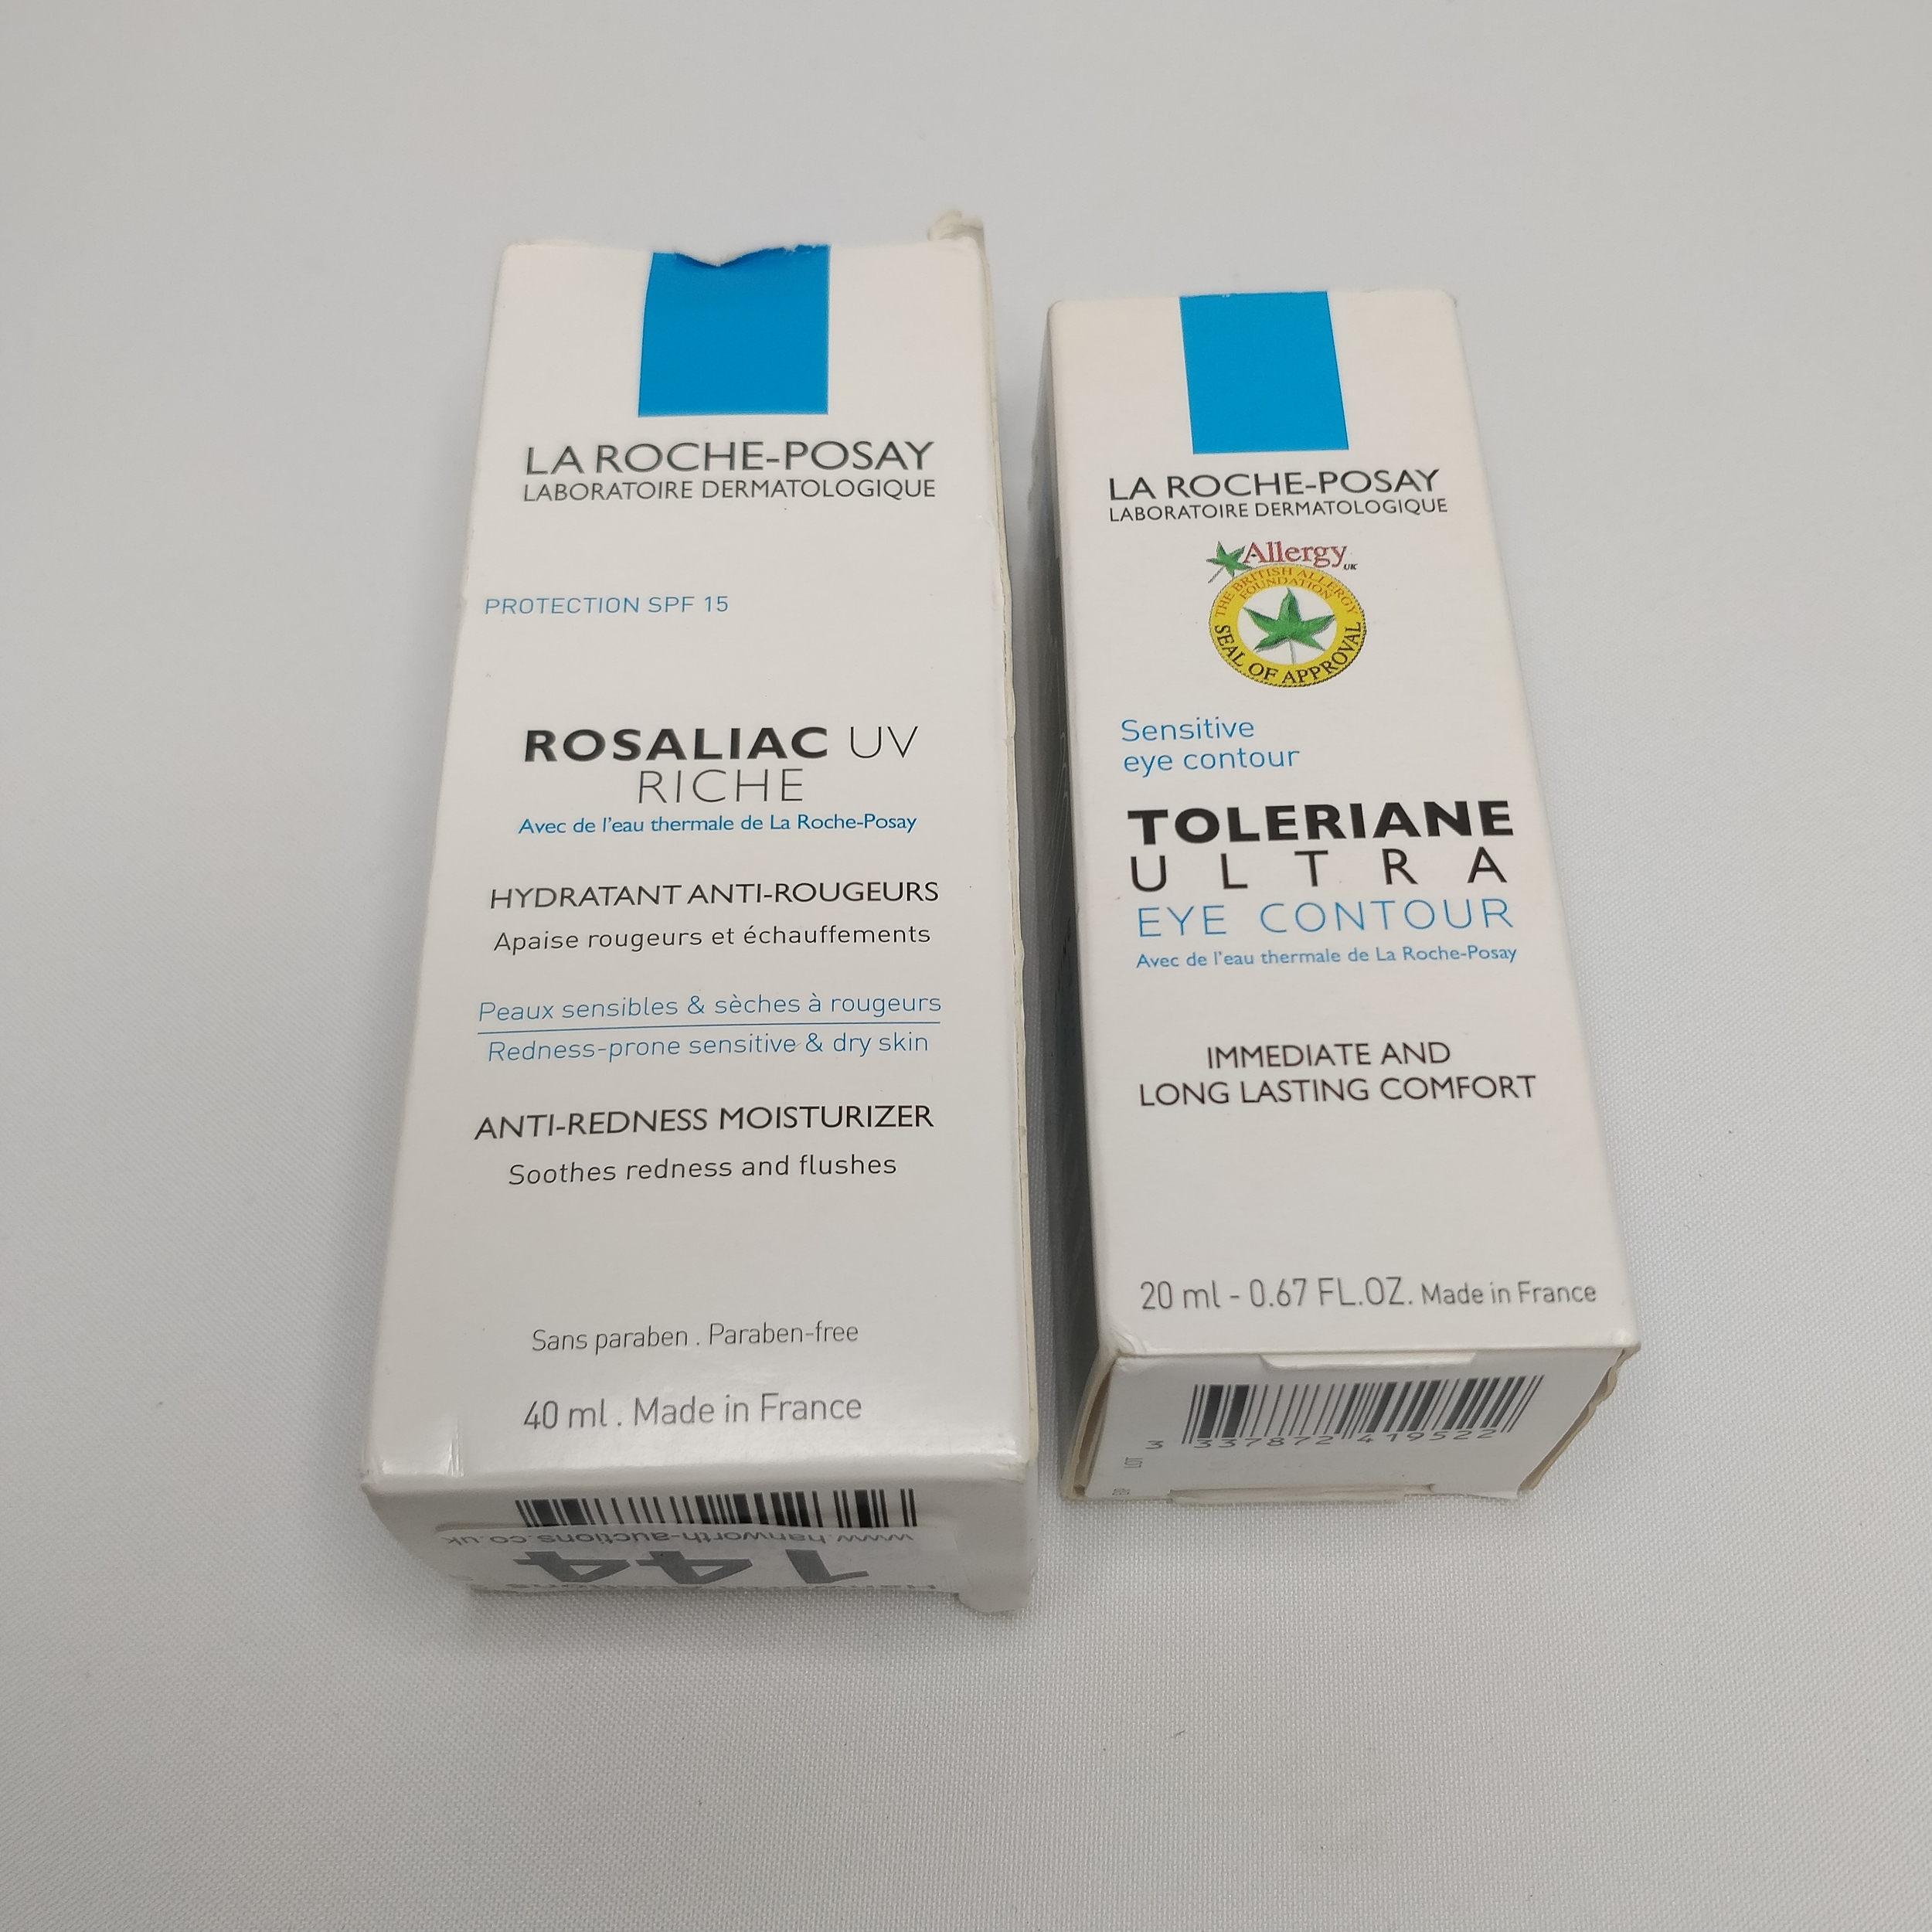 LA ROCHE-POSAY
LABORATOIRE DERMATOLOGIQUE
PROTECTION SPF 15
ROSALIAC UV
RICHE
Avec de l'eau thermale de La Roche-Posay
HYDRATANT ANTI-ROUGEURS
Apaise rougeurs et échauffements
Peaux sensibles & sèches à rougeurs
Redness-prone sensitive & dry skin
ANTI-REDNESS MOISTURIZER
Soothes redness and flushes
Sans paraben . Paraben-free
40 ml . Made in France
www.hanworth-auctions.co.uk
144
LA ROCHE-POSAY
LABORATOIRE DERMATOLOGIQUE
Allergy UK
THE BRITISH ALLERGY
FOUNDATION
SEAL OF APPROVAL
Sensitive
eye contour
TOLERIANE
ULTRA
EYE CONTOUR
Avec de l'eau thermale de La Roche-Posay
IMMEDIATE AND
LONG LASTING COMFORT
20 ml - 0.67 FL.OZ. Made in France
3 337872 419522
LOT